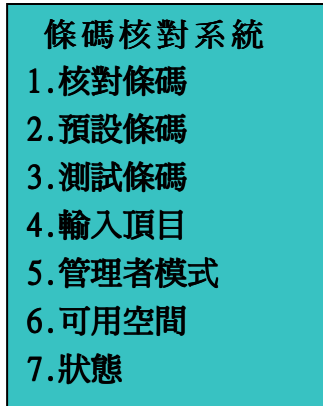 條碼核對系統
1.核對條碼
2.預設條碼
3.測試條碼
4.輸入項目
5.管理者模式
6.可用空間
7.狀態